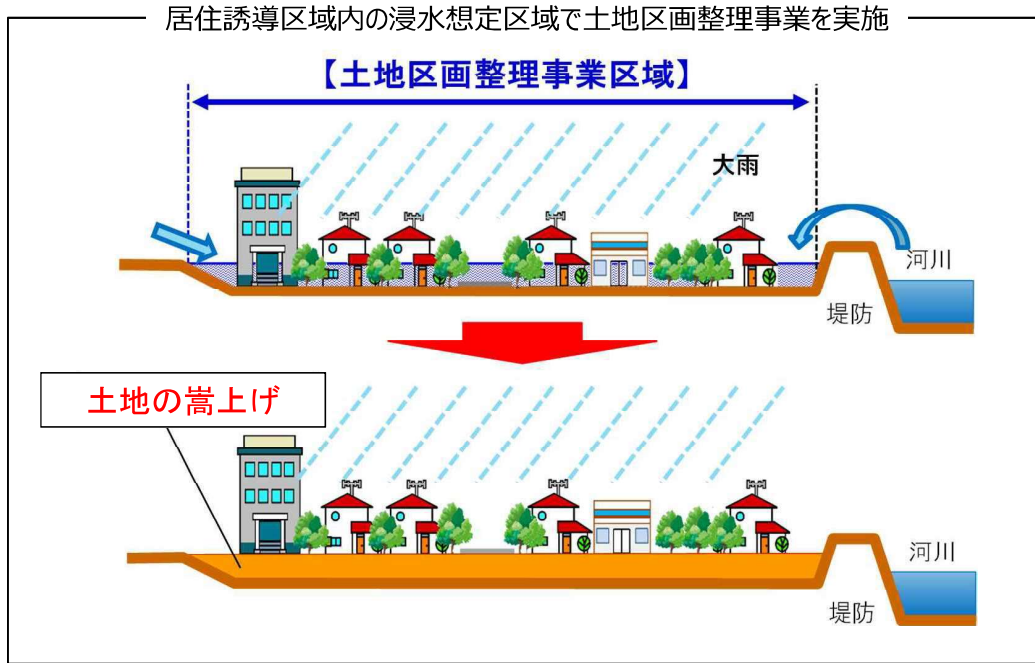 居住誘導区域内の浸水想定区域で土地区画整理事業を実施
【土地区画整理事業区域】
大雨
河川
堤防
土地の嵩上げ
河川
堤防